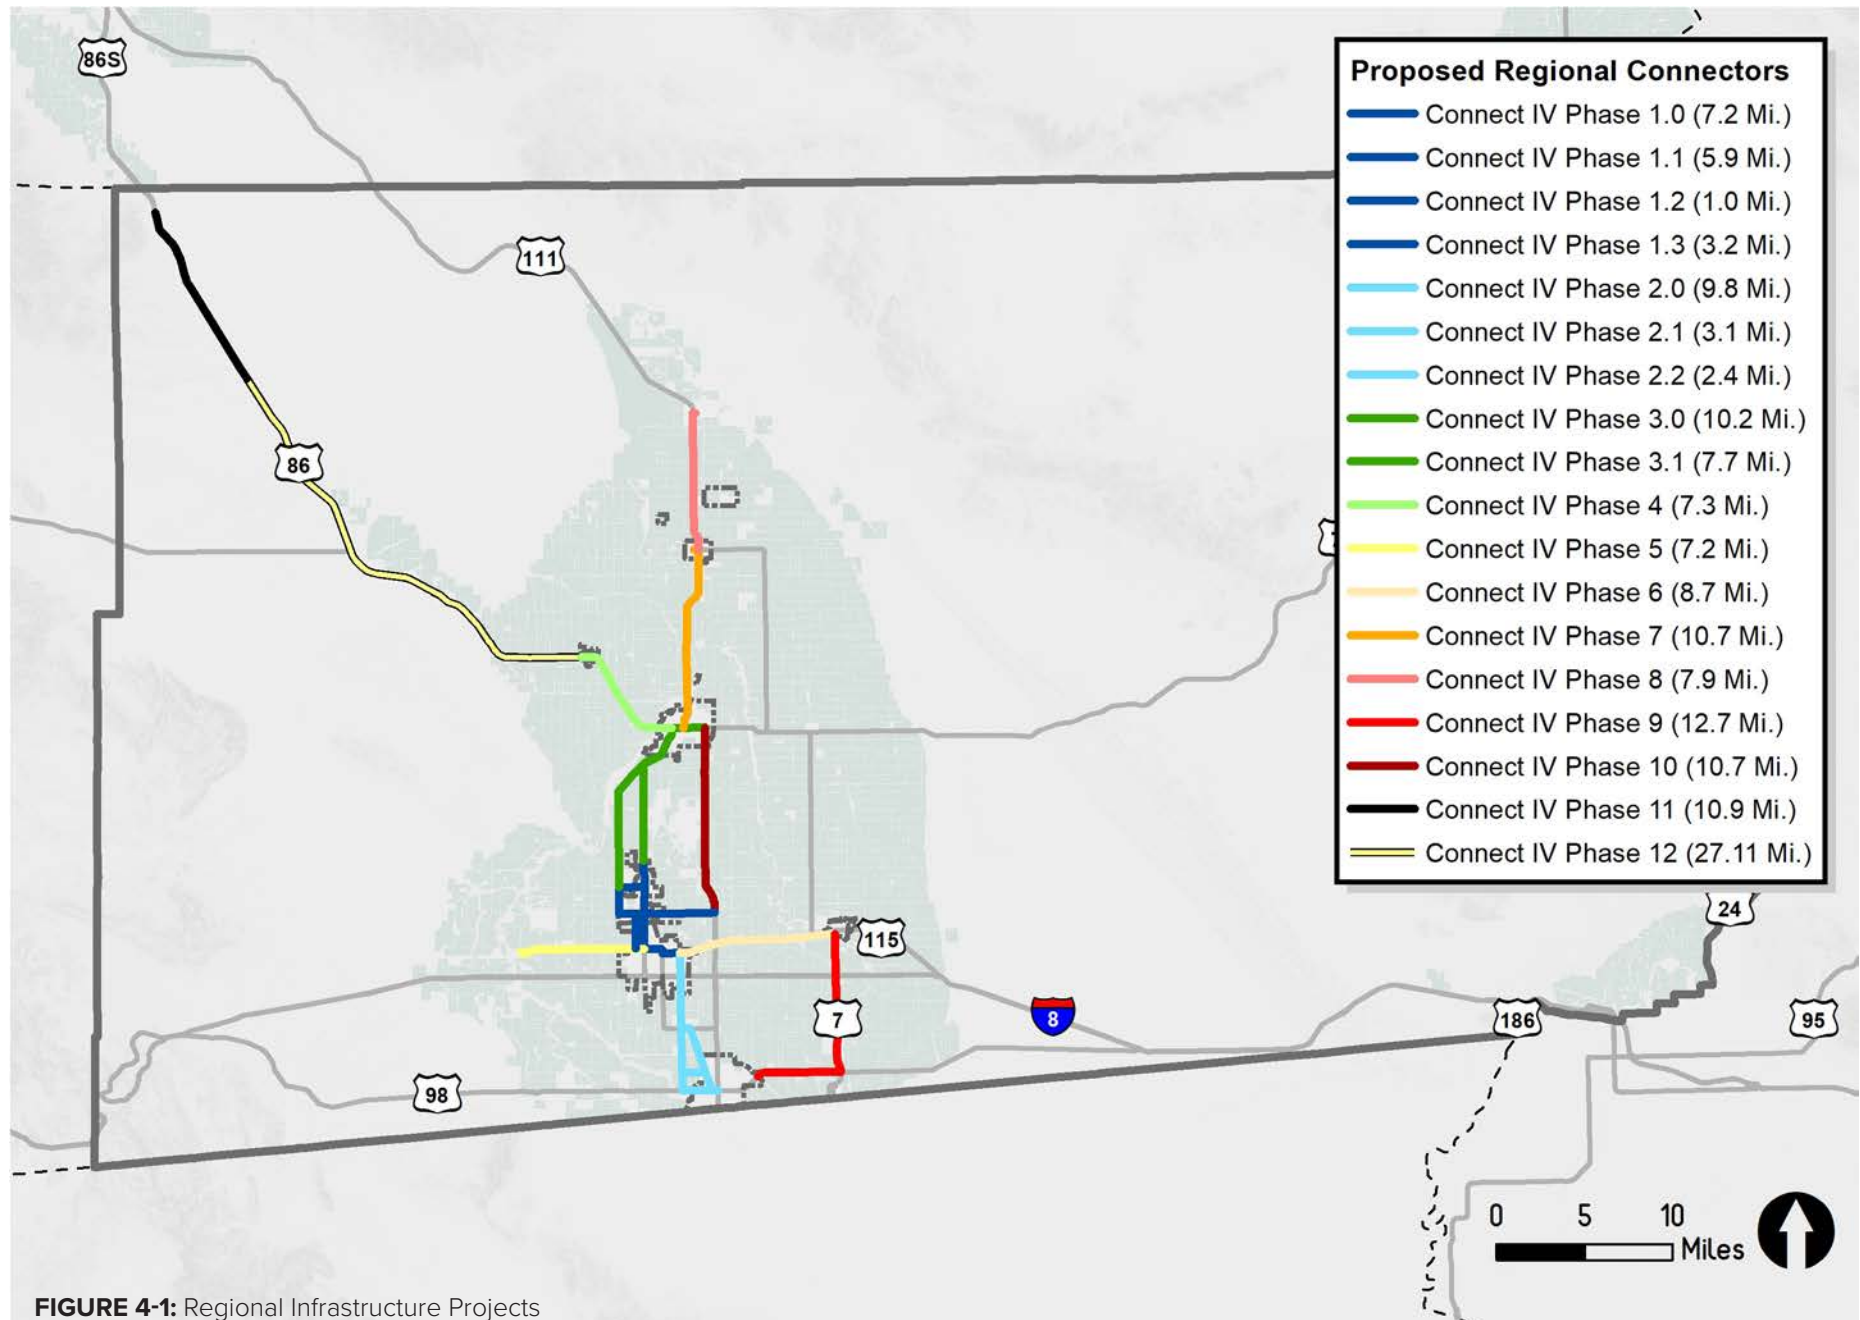 86S
Proposed Regional Connectors
Connect IV Phase 1.0 (7.2 Mi.)
Connect IV Phase 1.1 (5.9 Mi.)
Connect IV Phase 1.2 (1.0 Mi.)
Connect IV Phase 1.3 (3.2 Mi.)
Connect IV Phase 2.0 (9.8 Mi.)
Connect IV Phase 2.1 (3.1 Mi.)
Connect IV Phase 2.2 (2.4 Mi.)
Connect IV Phase 3.0 (10.2 Mi.)
Connect IV Phase 3.1 (7.7 Mi.)
Connect IV Phase 4 (7.3 Mi.)
Connect IV Phase 5 (7.2 Mi.)
Connect IV Phase 6 (8.7 Mi.)
Connect IV Phase 7 (10.7 Mi.)
Connect IV Phase 8 (7.9 Mi.)
Connect IV Phase 9 (12.7 Mi.)
Connect IV Phase 10 (10.7 Mi.)
Connect IV Phase 11 (10.9 Mi.)
Connect IV Phase 12 (27.11 Mi.)
111
86
24
115
7
8
186
95
98
0 5 10
Miles
FIGURE 4-1: Regional Infrastructure Projects